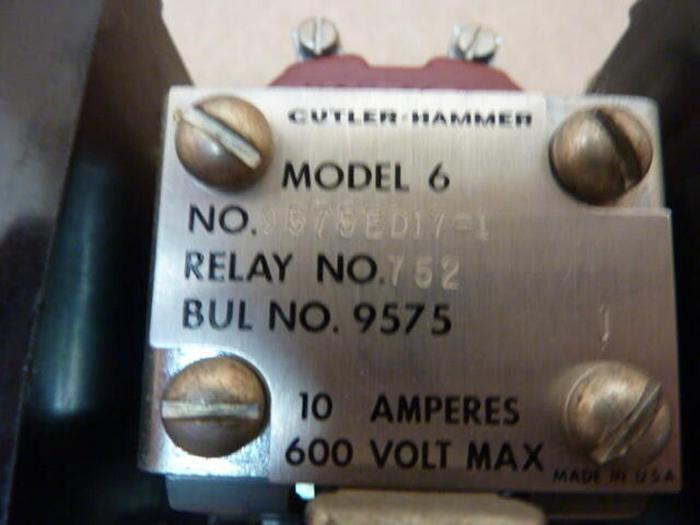 CUTLER-HAMMER
MODEL 6
NO. 9575ED17=1
RELAY NO. 752
BUL NO. 9575
1
10 AMPERES
600 VOLT MAX
MADE IN U.S.A